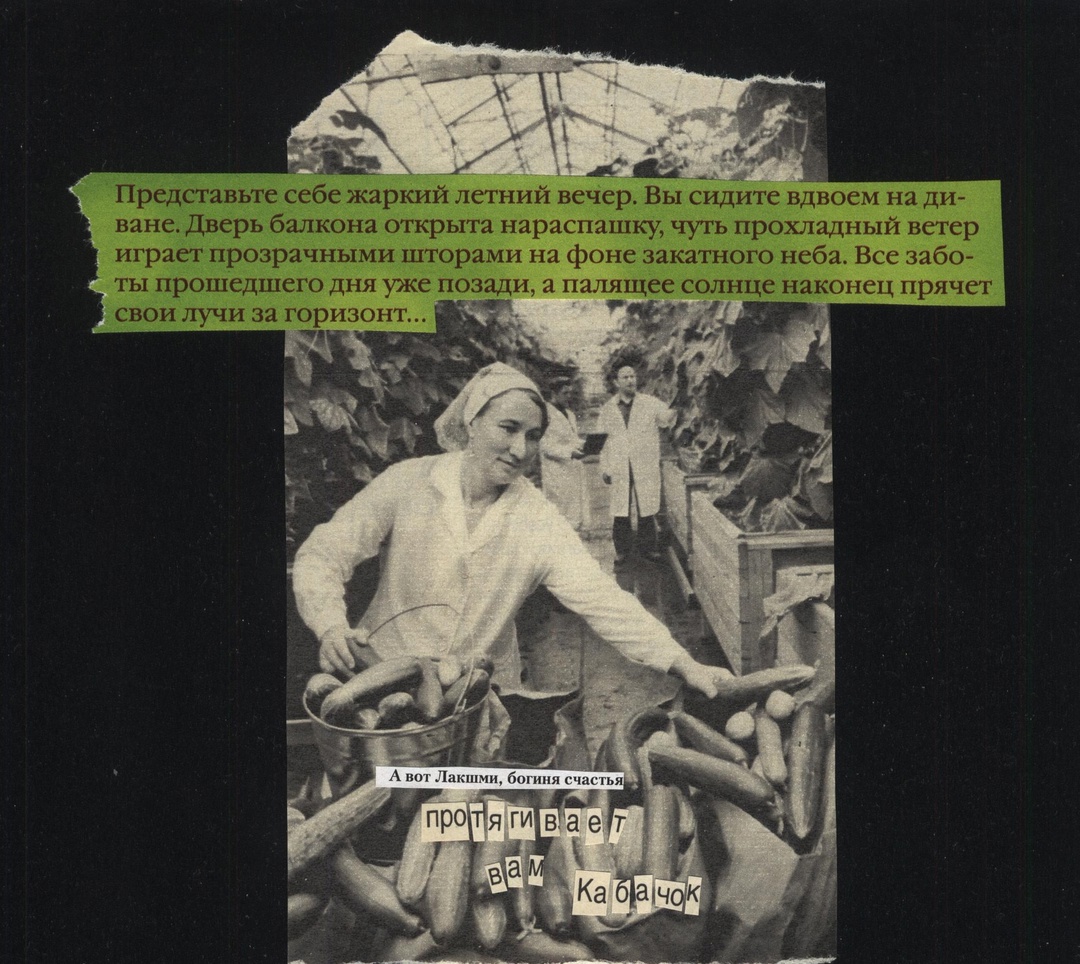 Представьте себе жаркий летний вечер. Вы сидите вдвоем на ди-
ване. Дверь балкона открыта нараспашку, чуть прохладный ветер
играет прозрачными шторами на фоне закатного неба. Все забо-
ты прошедшего дня уже позади, а палящее солнце наконец прячет
свои лучи за горизонт...
А вот Лакшми, богиня счастья
протягивает
вам Кабачок